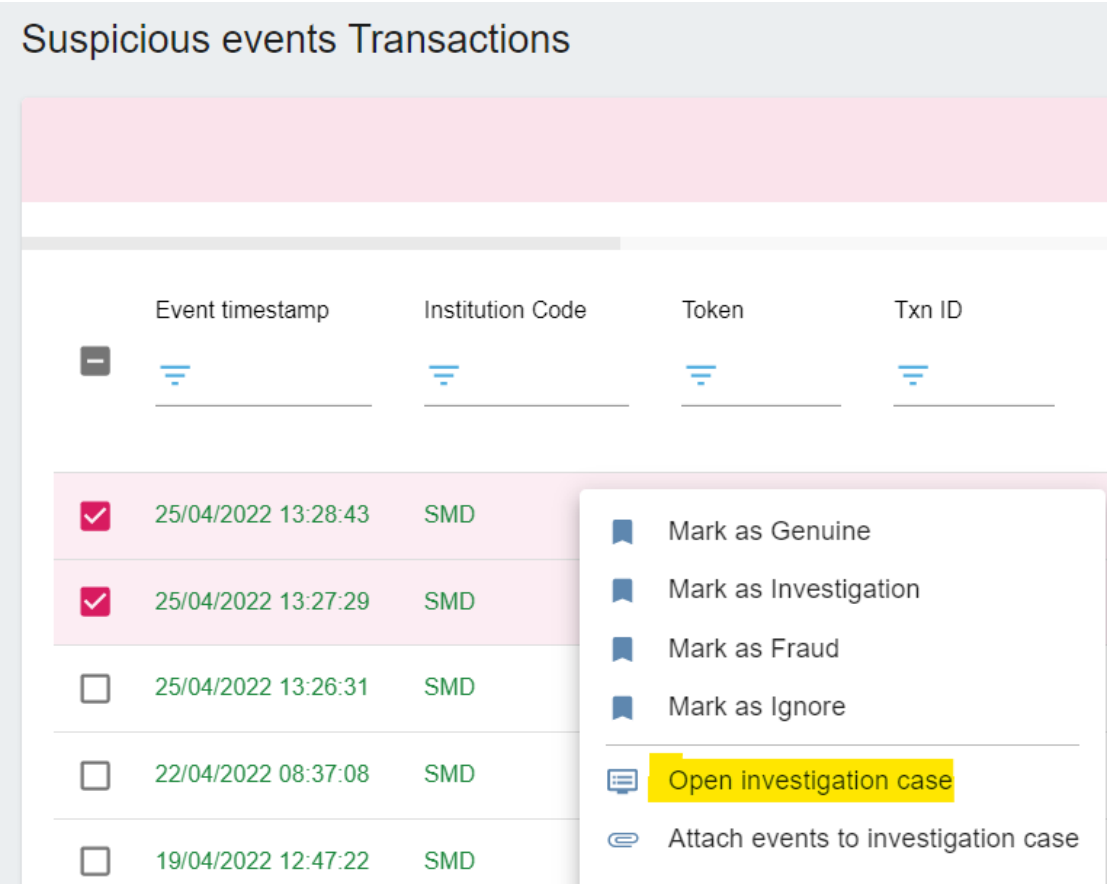 Suspicious events Transactions
Event timestamp Institution Code Token Txn ID
25/04/2022 13:28:43 SMD
Mark as Genuine
Mark as Investigation
25/04/2022 13:27:29 SMD
Mark as Fraud
25/04/2022 13:26:31 SMD
Mark as Ignore
22/04/2022 08:37:08 SMD
Open investigation case
Attach events to investigation case
19/04/2022 12:47:22 SMD